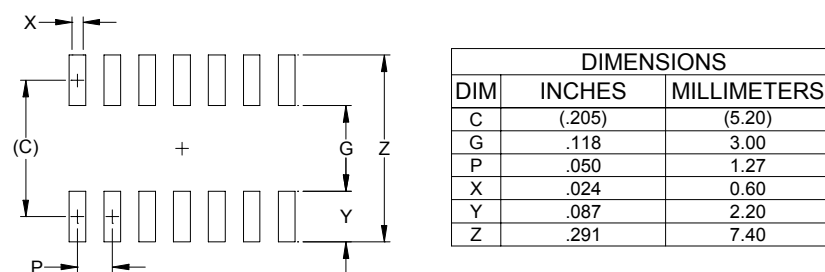 X
(C)
G
Z
Y
P
DIMENSIONS
DIM INCHES MILLIMETERS
C (.205) (5.20)
G .118 3.00
P .050 1.27
X .024 0.60
Y .087 2.20
Z .291 7.40